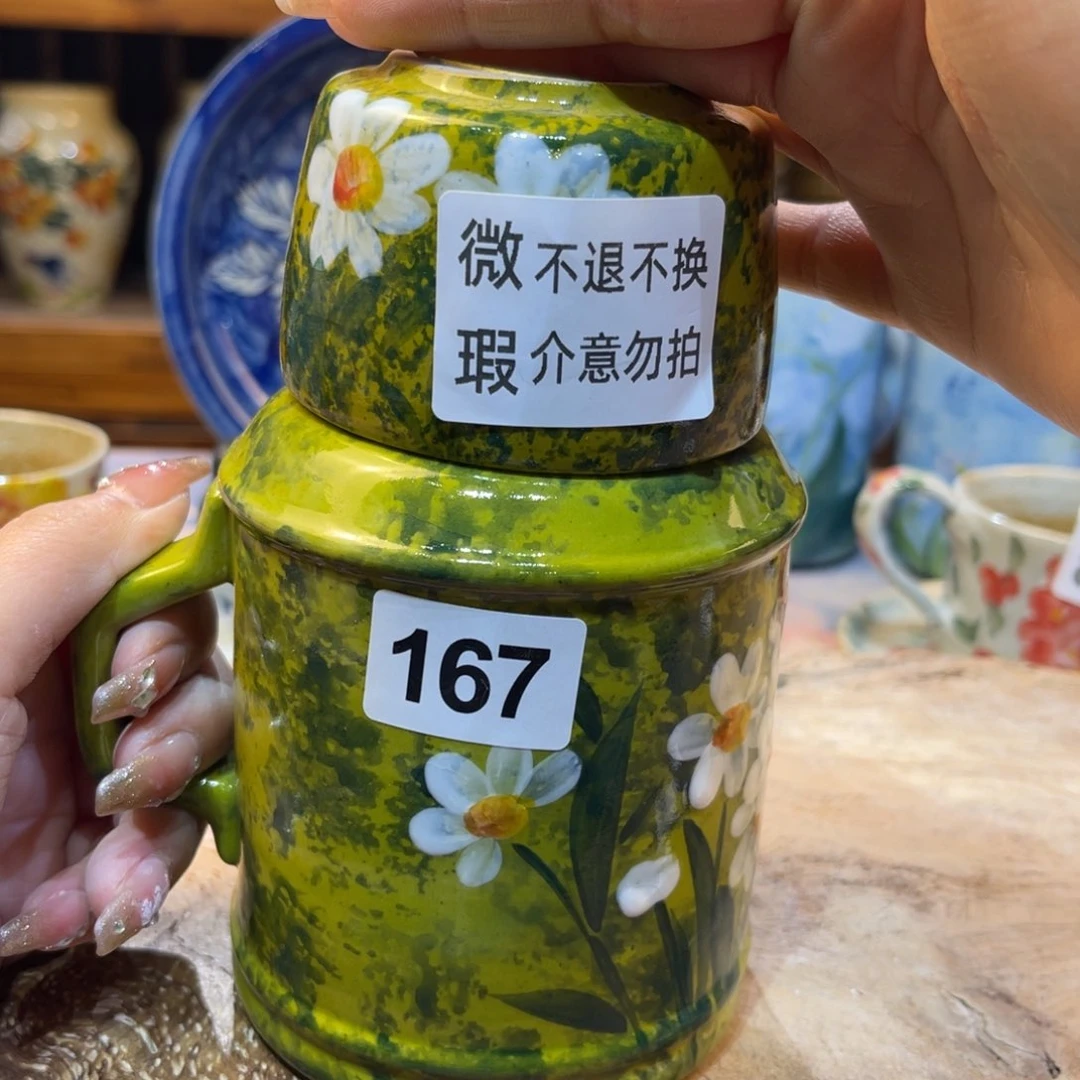 微 不退不换
瑕 介意勿拍
167